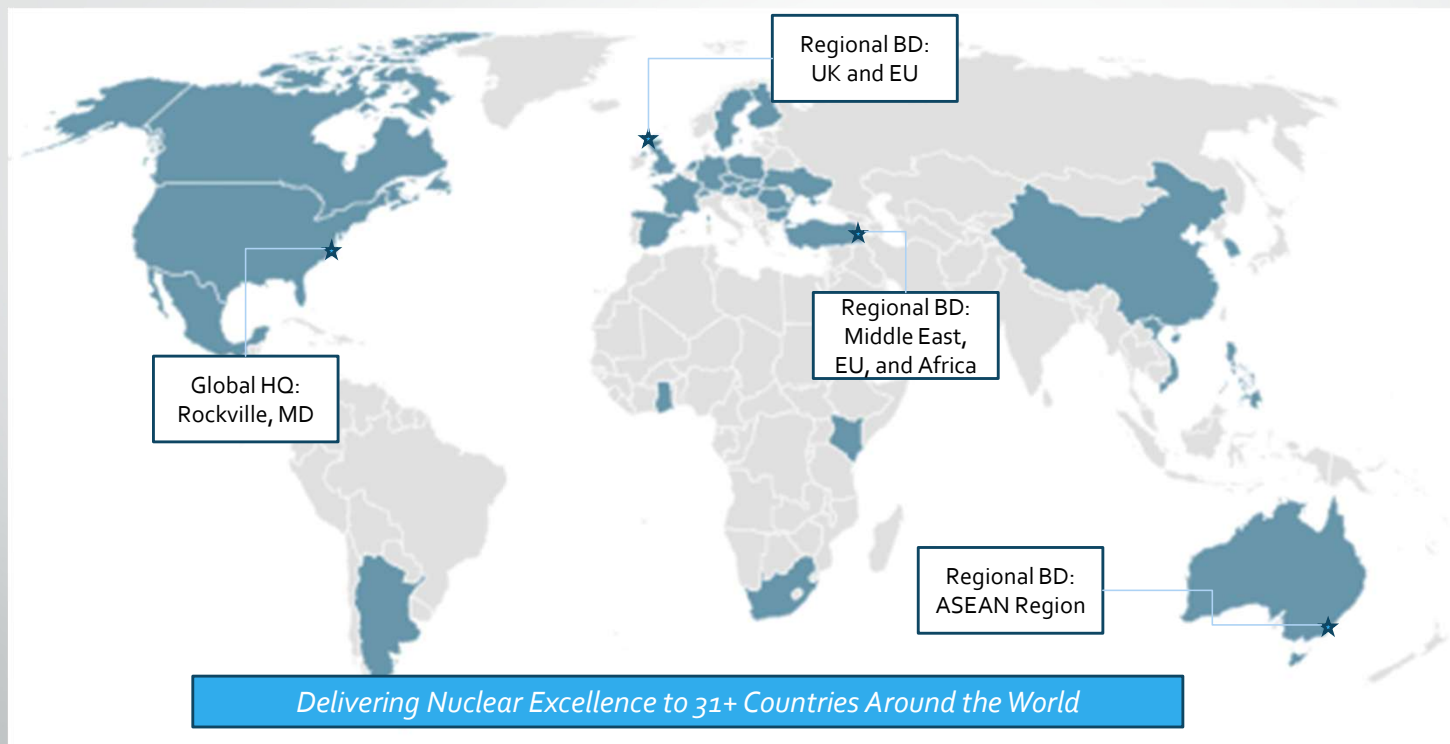 Regional BD:
UK and EU
Regional BD:
Middle East,
EU, and Africa
Global HQ:
Rockville, MD
Regional BD:
ASEAN Region
Delivering Nuclear Excellence to 31+ Countries Around the World